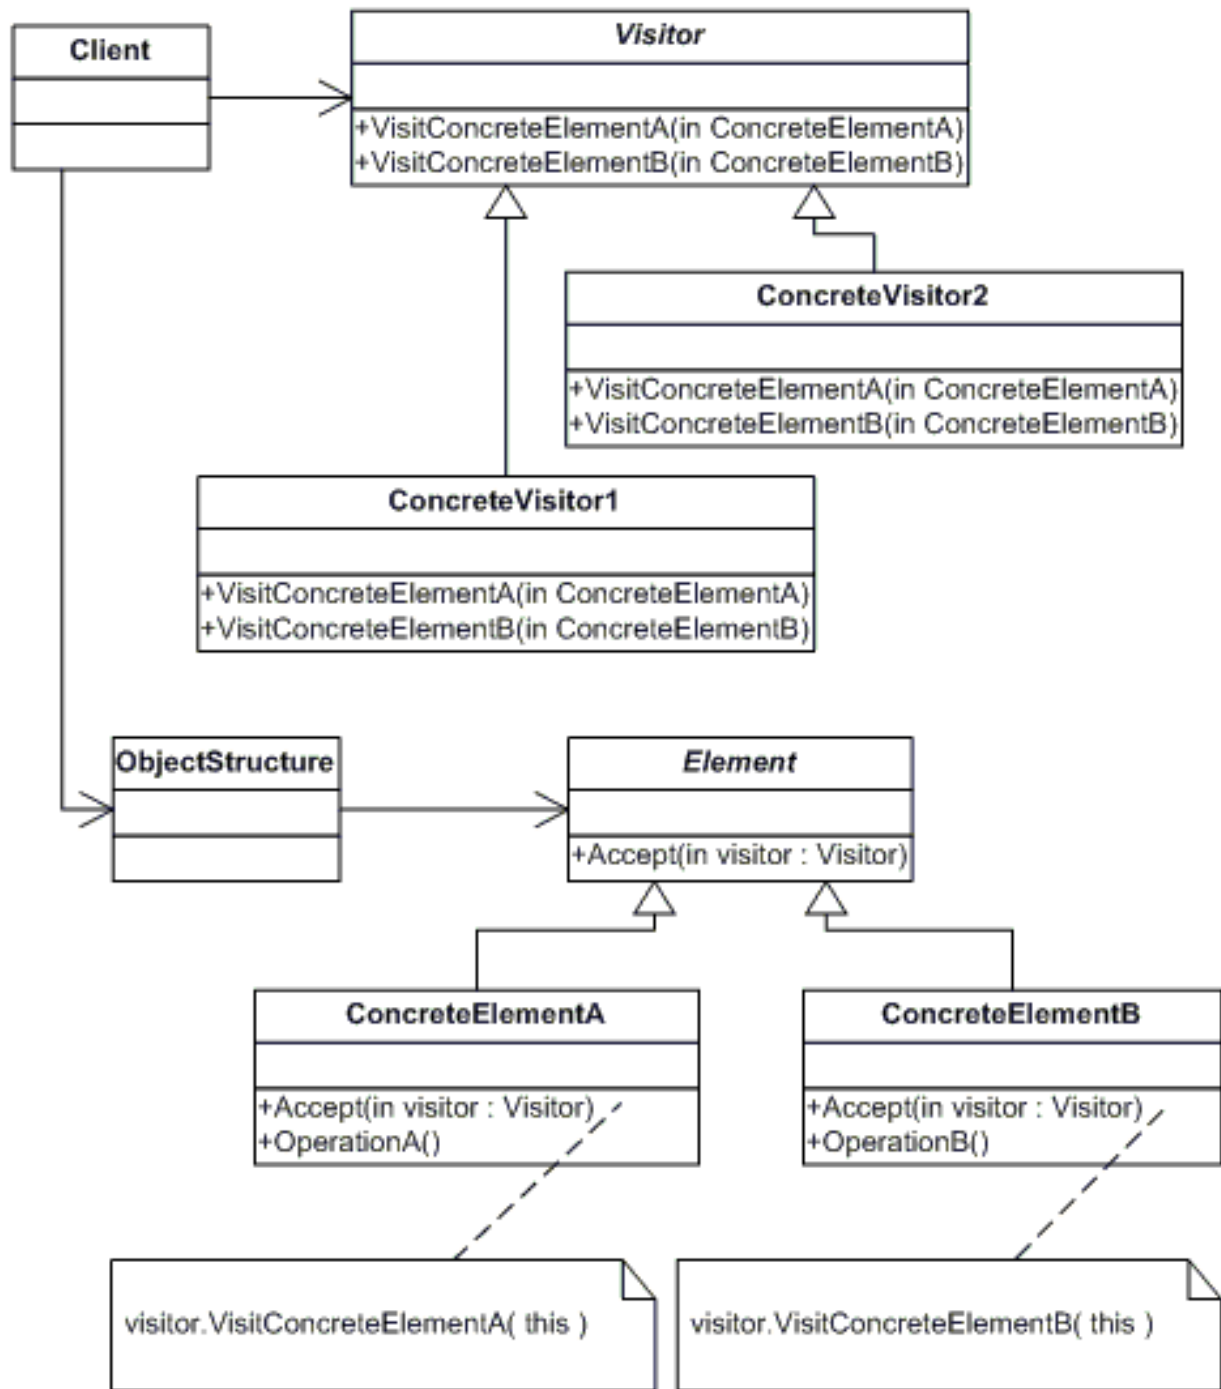 Client
Visitor
+VisitConcreteElementA(in ConcreteElementA)
+VisitConcreteElementB(in ConcreteElementB)
ConcreteVisitor2
+VisitConcreteElementA(in ConcreteElementA)
+VisitConcreteElementB(in ConcreteElementB)
ConcreteVisitor1
+VisitConcreteElementA(in ConcreteElementA)
+VisitConcreteElementB(in ConcreteElementB)
ObjectStructure
Element
+Accept(in visitor : Visitor)
ConcreteElementA
+Accept(in visitor : Visitor)
+OperationA()
ConcreteElementB
+Accept(in visitor : Visitor)
+OperationB()
visitor.VisitConcreteElementA( this )
visitor.VisitConcreteElementB( this )